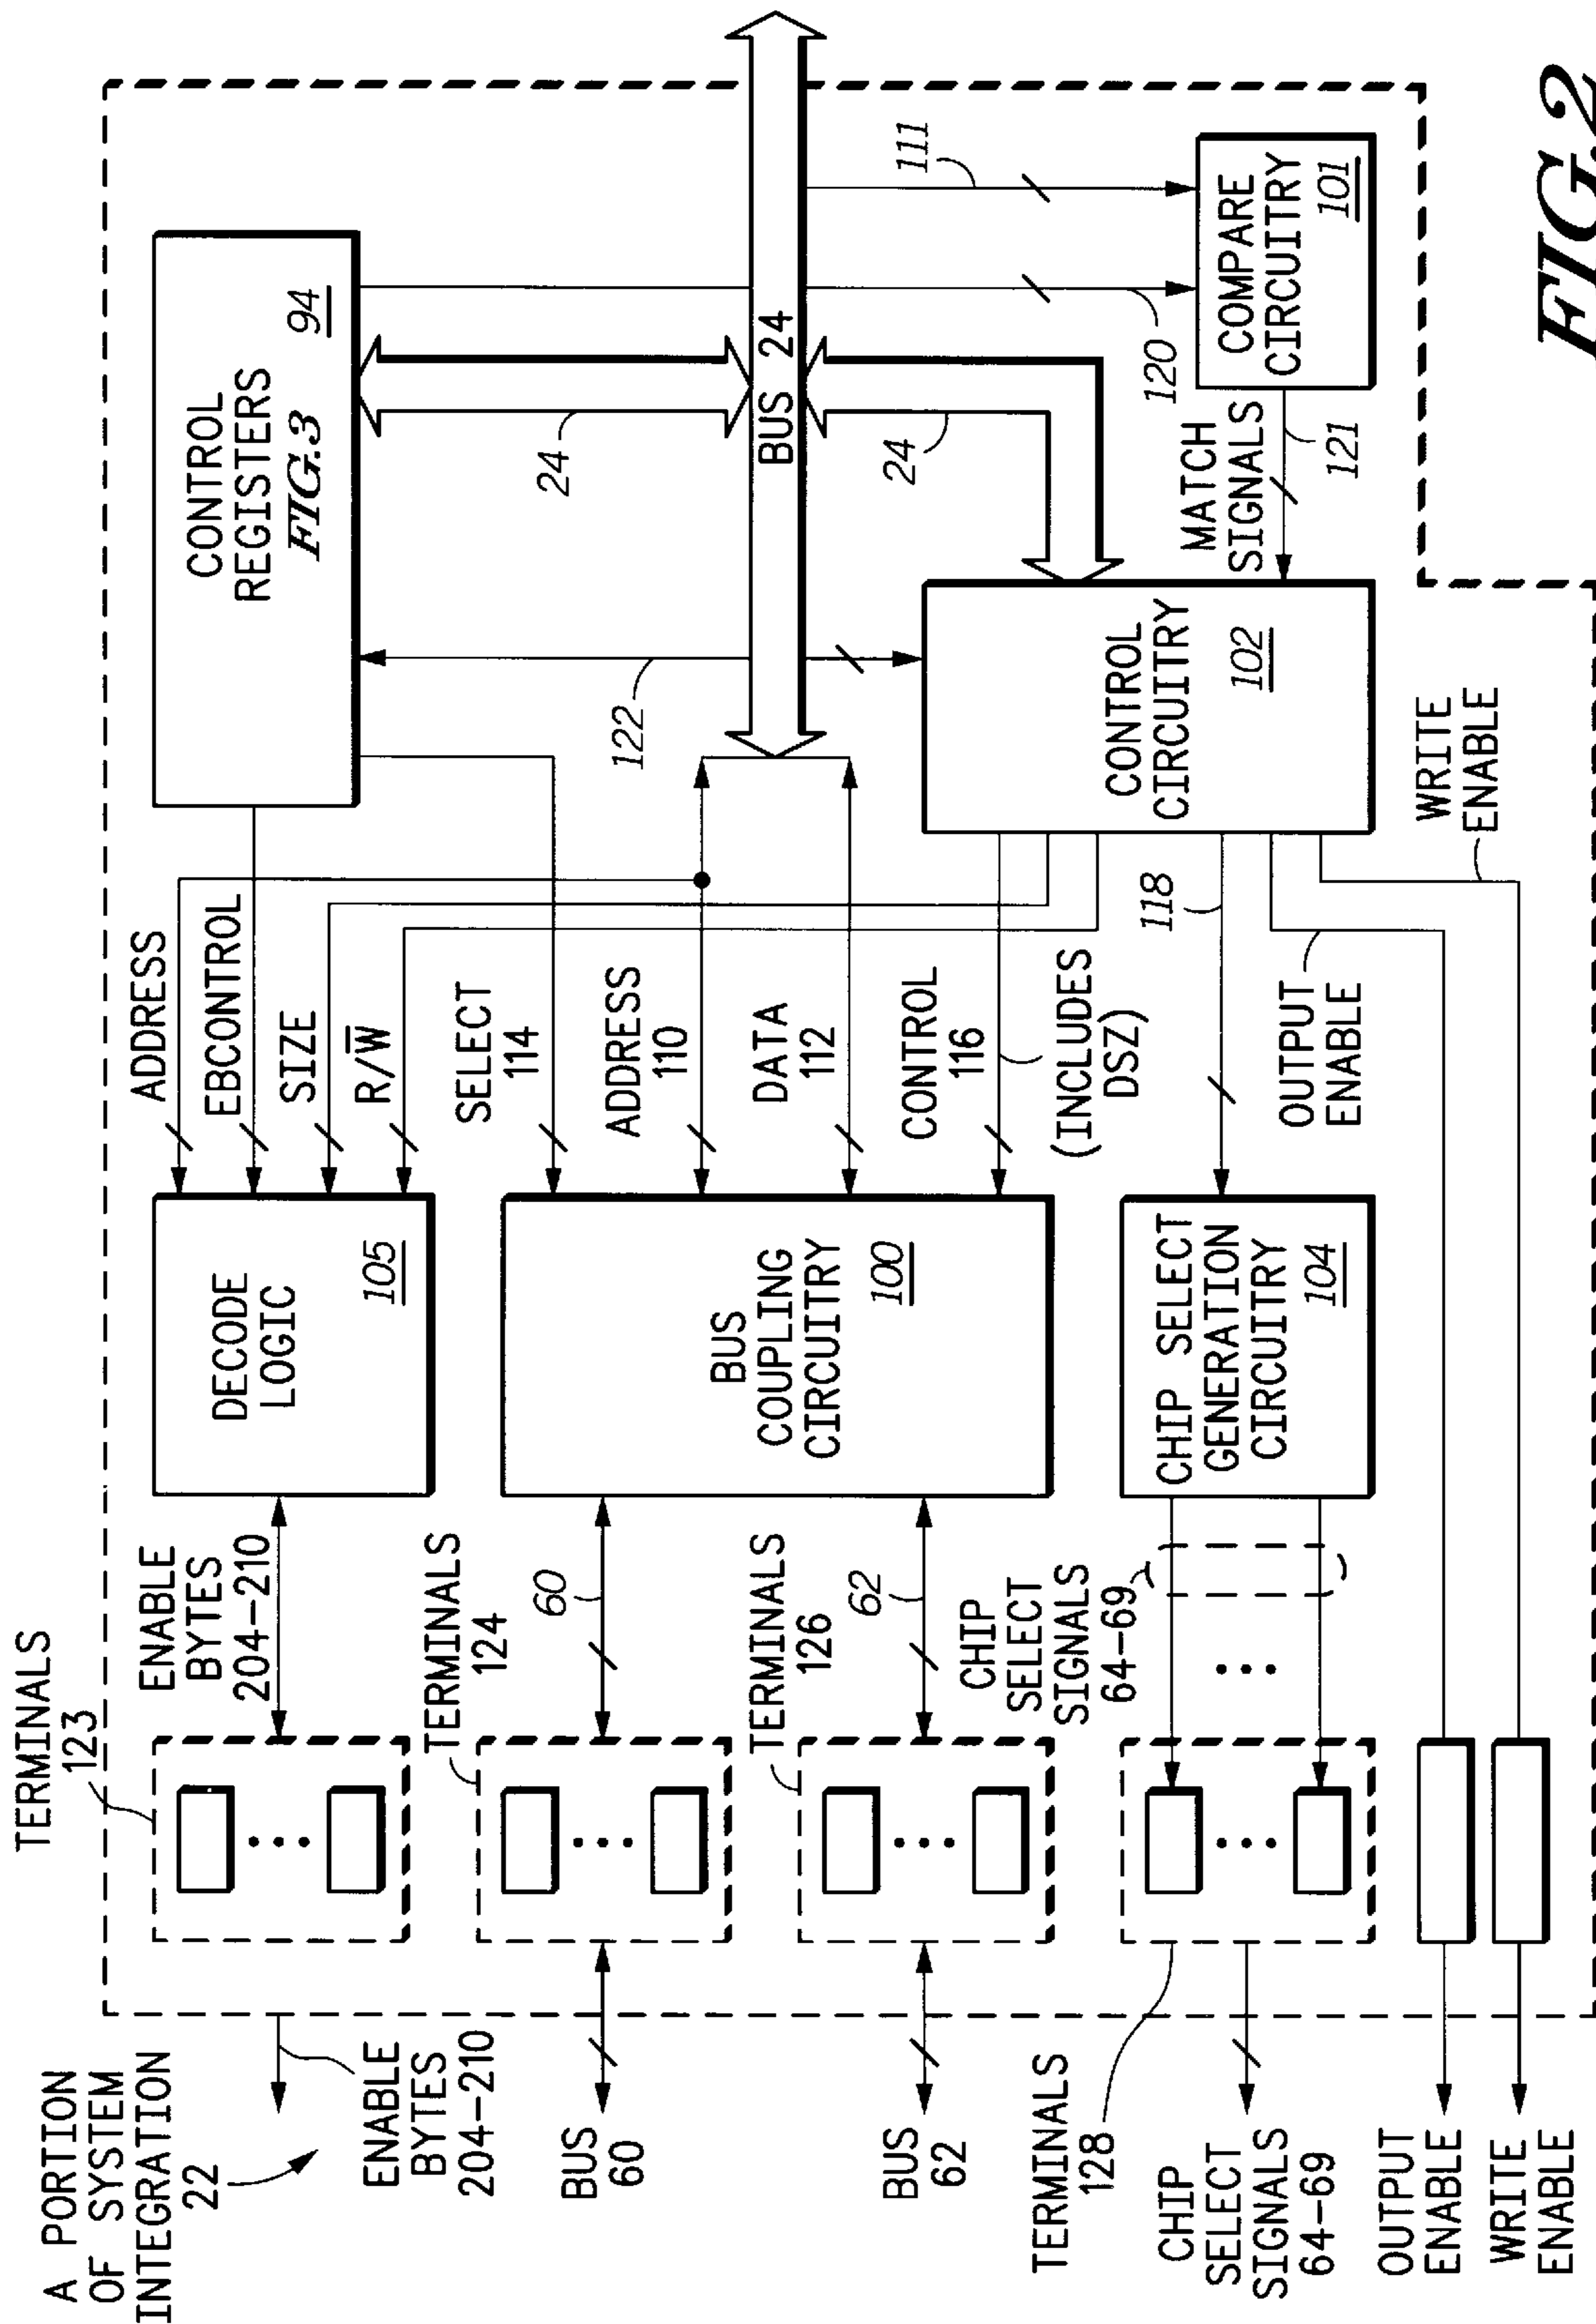 A PORTION
OF SYSTEM
INTEGRATION
22
TERMINALS
123
ENABLE
BYTES
204-210
DECODE
LOGIC
105
ADDRESS
EBCONTROL
SIZE
R/W̅
CONTROL
REGISTERS
FIG.3
94
ENABLE
BYTES
204-210
TERMINALS
124
BUS
60
60
BUS
COUPLING
CIRCUITRY
100
SELECT
114
ADDRESS
110
DATA
112
CONTROL
116
(INCLUDES
DSZ)
122
24
BUS 24
24
120
111
TERMINALS
126
BUS
62
62
TERMINALS
128
CHIP
SELECT
SIGNALS
64-69
CHIP
SELECT
SIGNALS
64-69
CHIP SELECT
GENERATION
CIRCUITRY
104
118
CONTROL
CIRCUITRY
102
MATCH
SIGNALS
121
COMPARE
CIRCUITRY
101
OUTPUT
ENABLE
WRITE
ENABLE
OUTPUT
ENABLE
WRITE
ENABLE
FIG.2